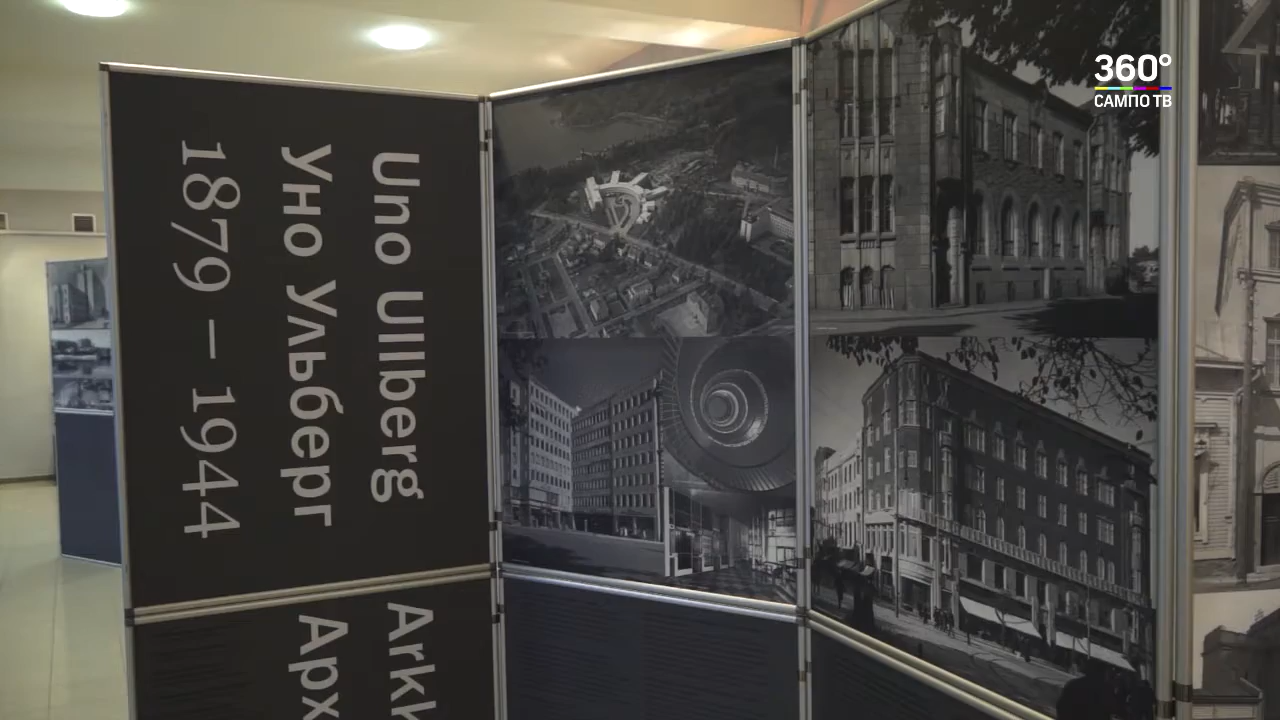 360°
САМПО ТВ
Uno Ullberg
Уно Ульберг
1879 – 1944